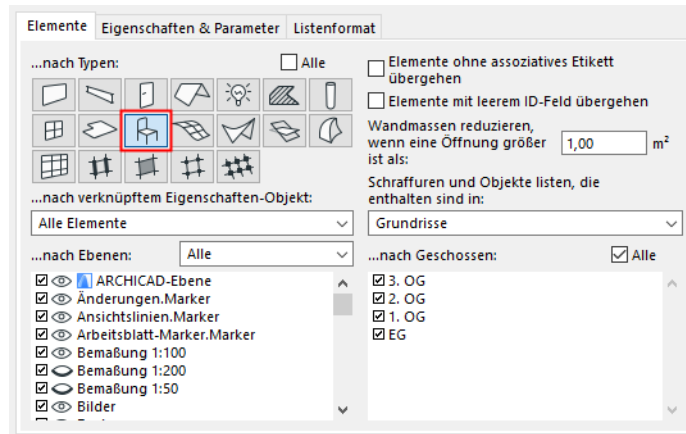 Elemente Eigenschaften & Parameter Listenformat
...nach Typen: Alle
...nach verknüpftem Eigenschaften-Objekt:
Alle Elemente
...nach Ebenen: Alle
ARCHICAD-Ebene
Änderungen.Marker
Ansichtslinien.Marker
Arbeitsblatt-Marker.Marker
Bemaßung 1:100
Bemaßung 1:200
Bemaßung 1:50
Bilder
Elemente ohne assoziatives Etikett
übergehen
Elemente mit leerem ID-Feld übergehen
Wandmassen reduzieren,
wenn eine Öffnung größer 1,00 m²
ist als:
Schraffuren und Objekte listen, die
enthalten sind in:
Grundrisse
...nach Geschossen: Alle
3. OG
2. OG
1. OG
EG